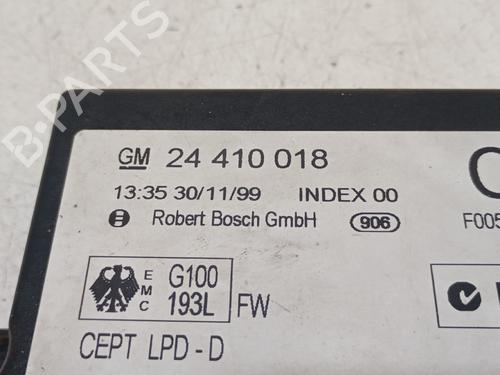 B-PARTS
GM 24 410 018
13:35 30/11/99 INDEX 00
Robert Bosch GmbH 906 F005
EMC G100
193L FW
CEPT LPD - D